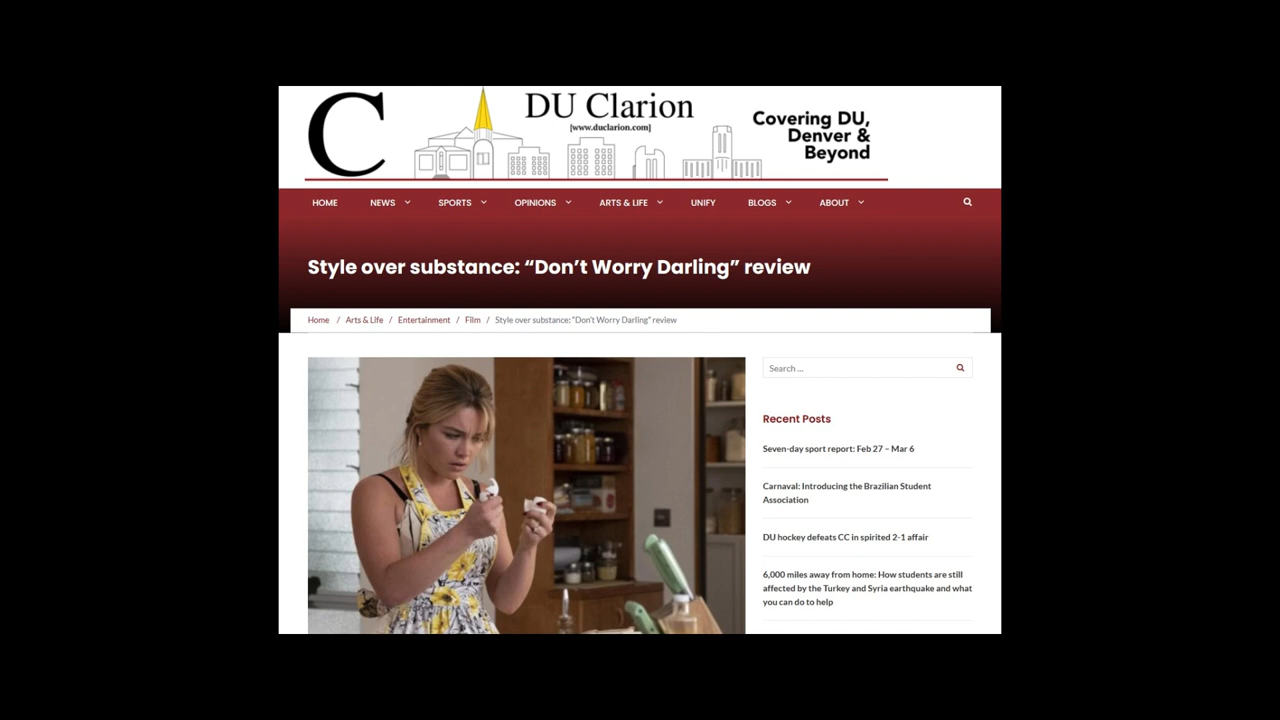 C
DU Clarion
[www.duclarion.com]
Covering DU,
Denver &
Beyond
HOME NEWS SPORTS OPINIONS ARTS & LIFE UNIFY BLOGS ABOUT
Style over substance: “Don’t Worry Darling” review
Home / Arts & Life / Entertainment / Film / Style over substance: “Don’t Worry Darling” review
Search ...
Recent Posts
Seven-day sport report: Feb 27 – Mar 6
Carnaval: Introducing the Brazilian Student
Association
DU hockey defeats CC in spirited 2-1 affair
6,000 miles away from home: How students are still
affected by the Turkey and Syria earthquake and what
you can do to help